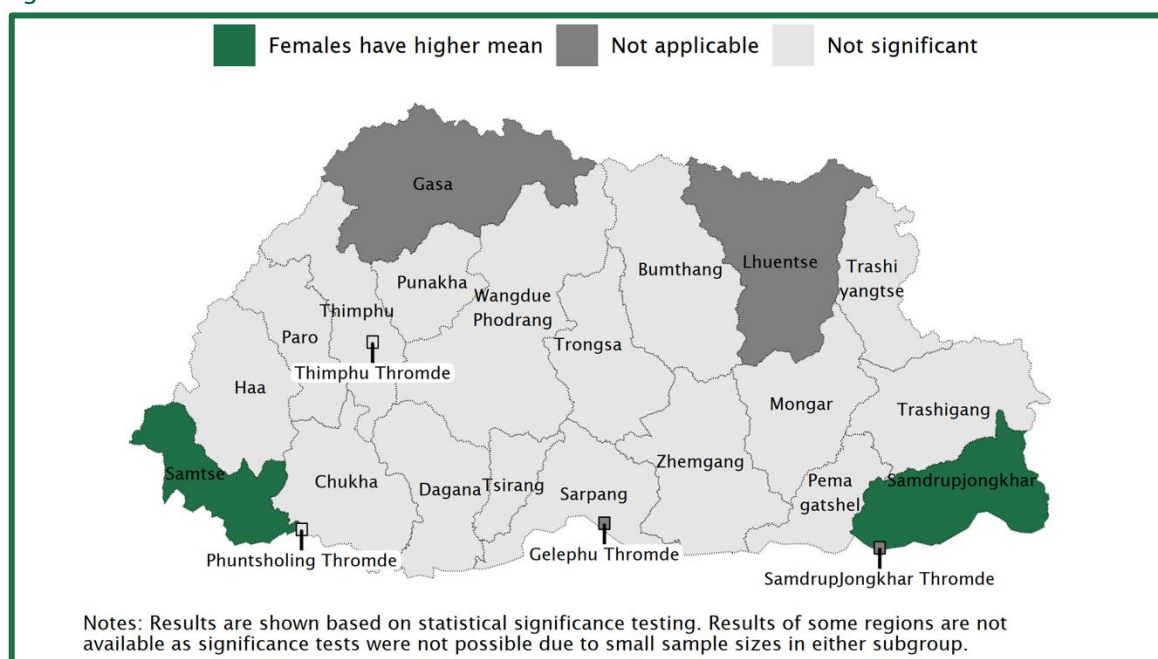 Females have higher mean
Not applicable
Not significant
Gasa
Lhuentse
Bumthang
Trashi
yangtse
Punakha
Wangdue
Phodrang
Thimphu
Paro
Trongsa
Thimphu Thromde
Haa
Mongar
Trashigang
Zhemgang
Samtse
Chukha
Dagana
Tsirang
Sarpang
Pema
gatshel
Samdrupjongkhar
Phuntsholing Thromde
Gelephu Thromde
SamdrupJongkhar Thromde
Notes: Results are shown based on statistical significance testing. Results of some regions are not
available as significance tests were not possible due to small sample sizes in either subgroup.